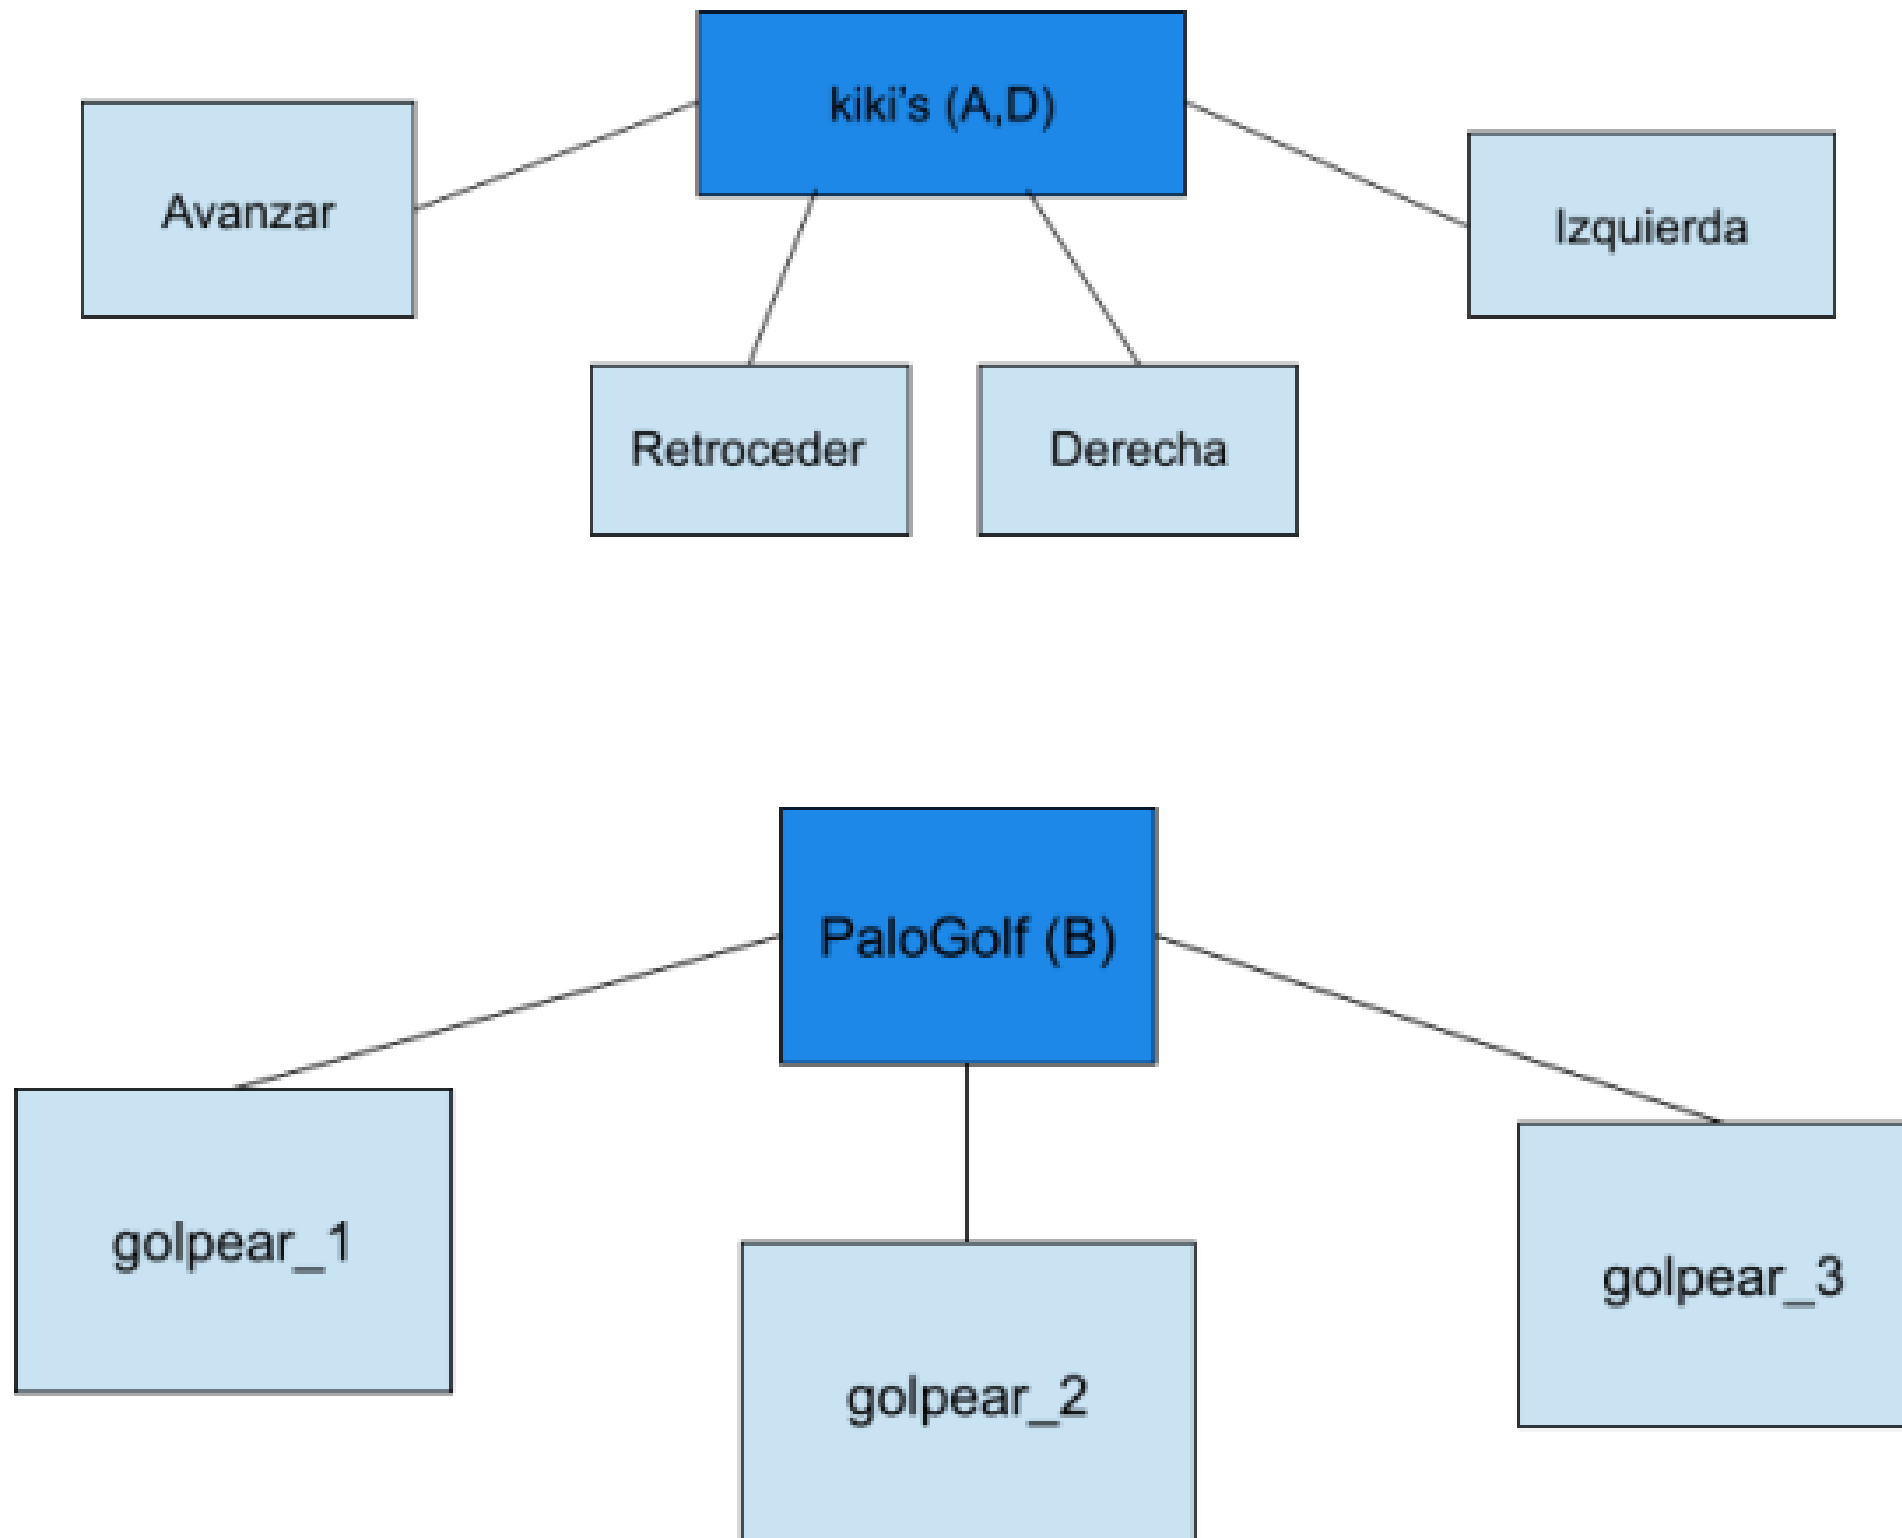 kiki's (A,D)
Avanzar
Izquierda
Retroceder
Derecha
PaloGolf (B)
golpear_1
golpear_2
golpear_3